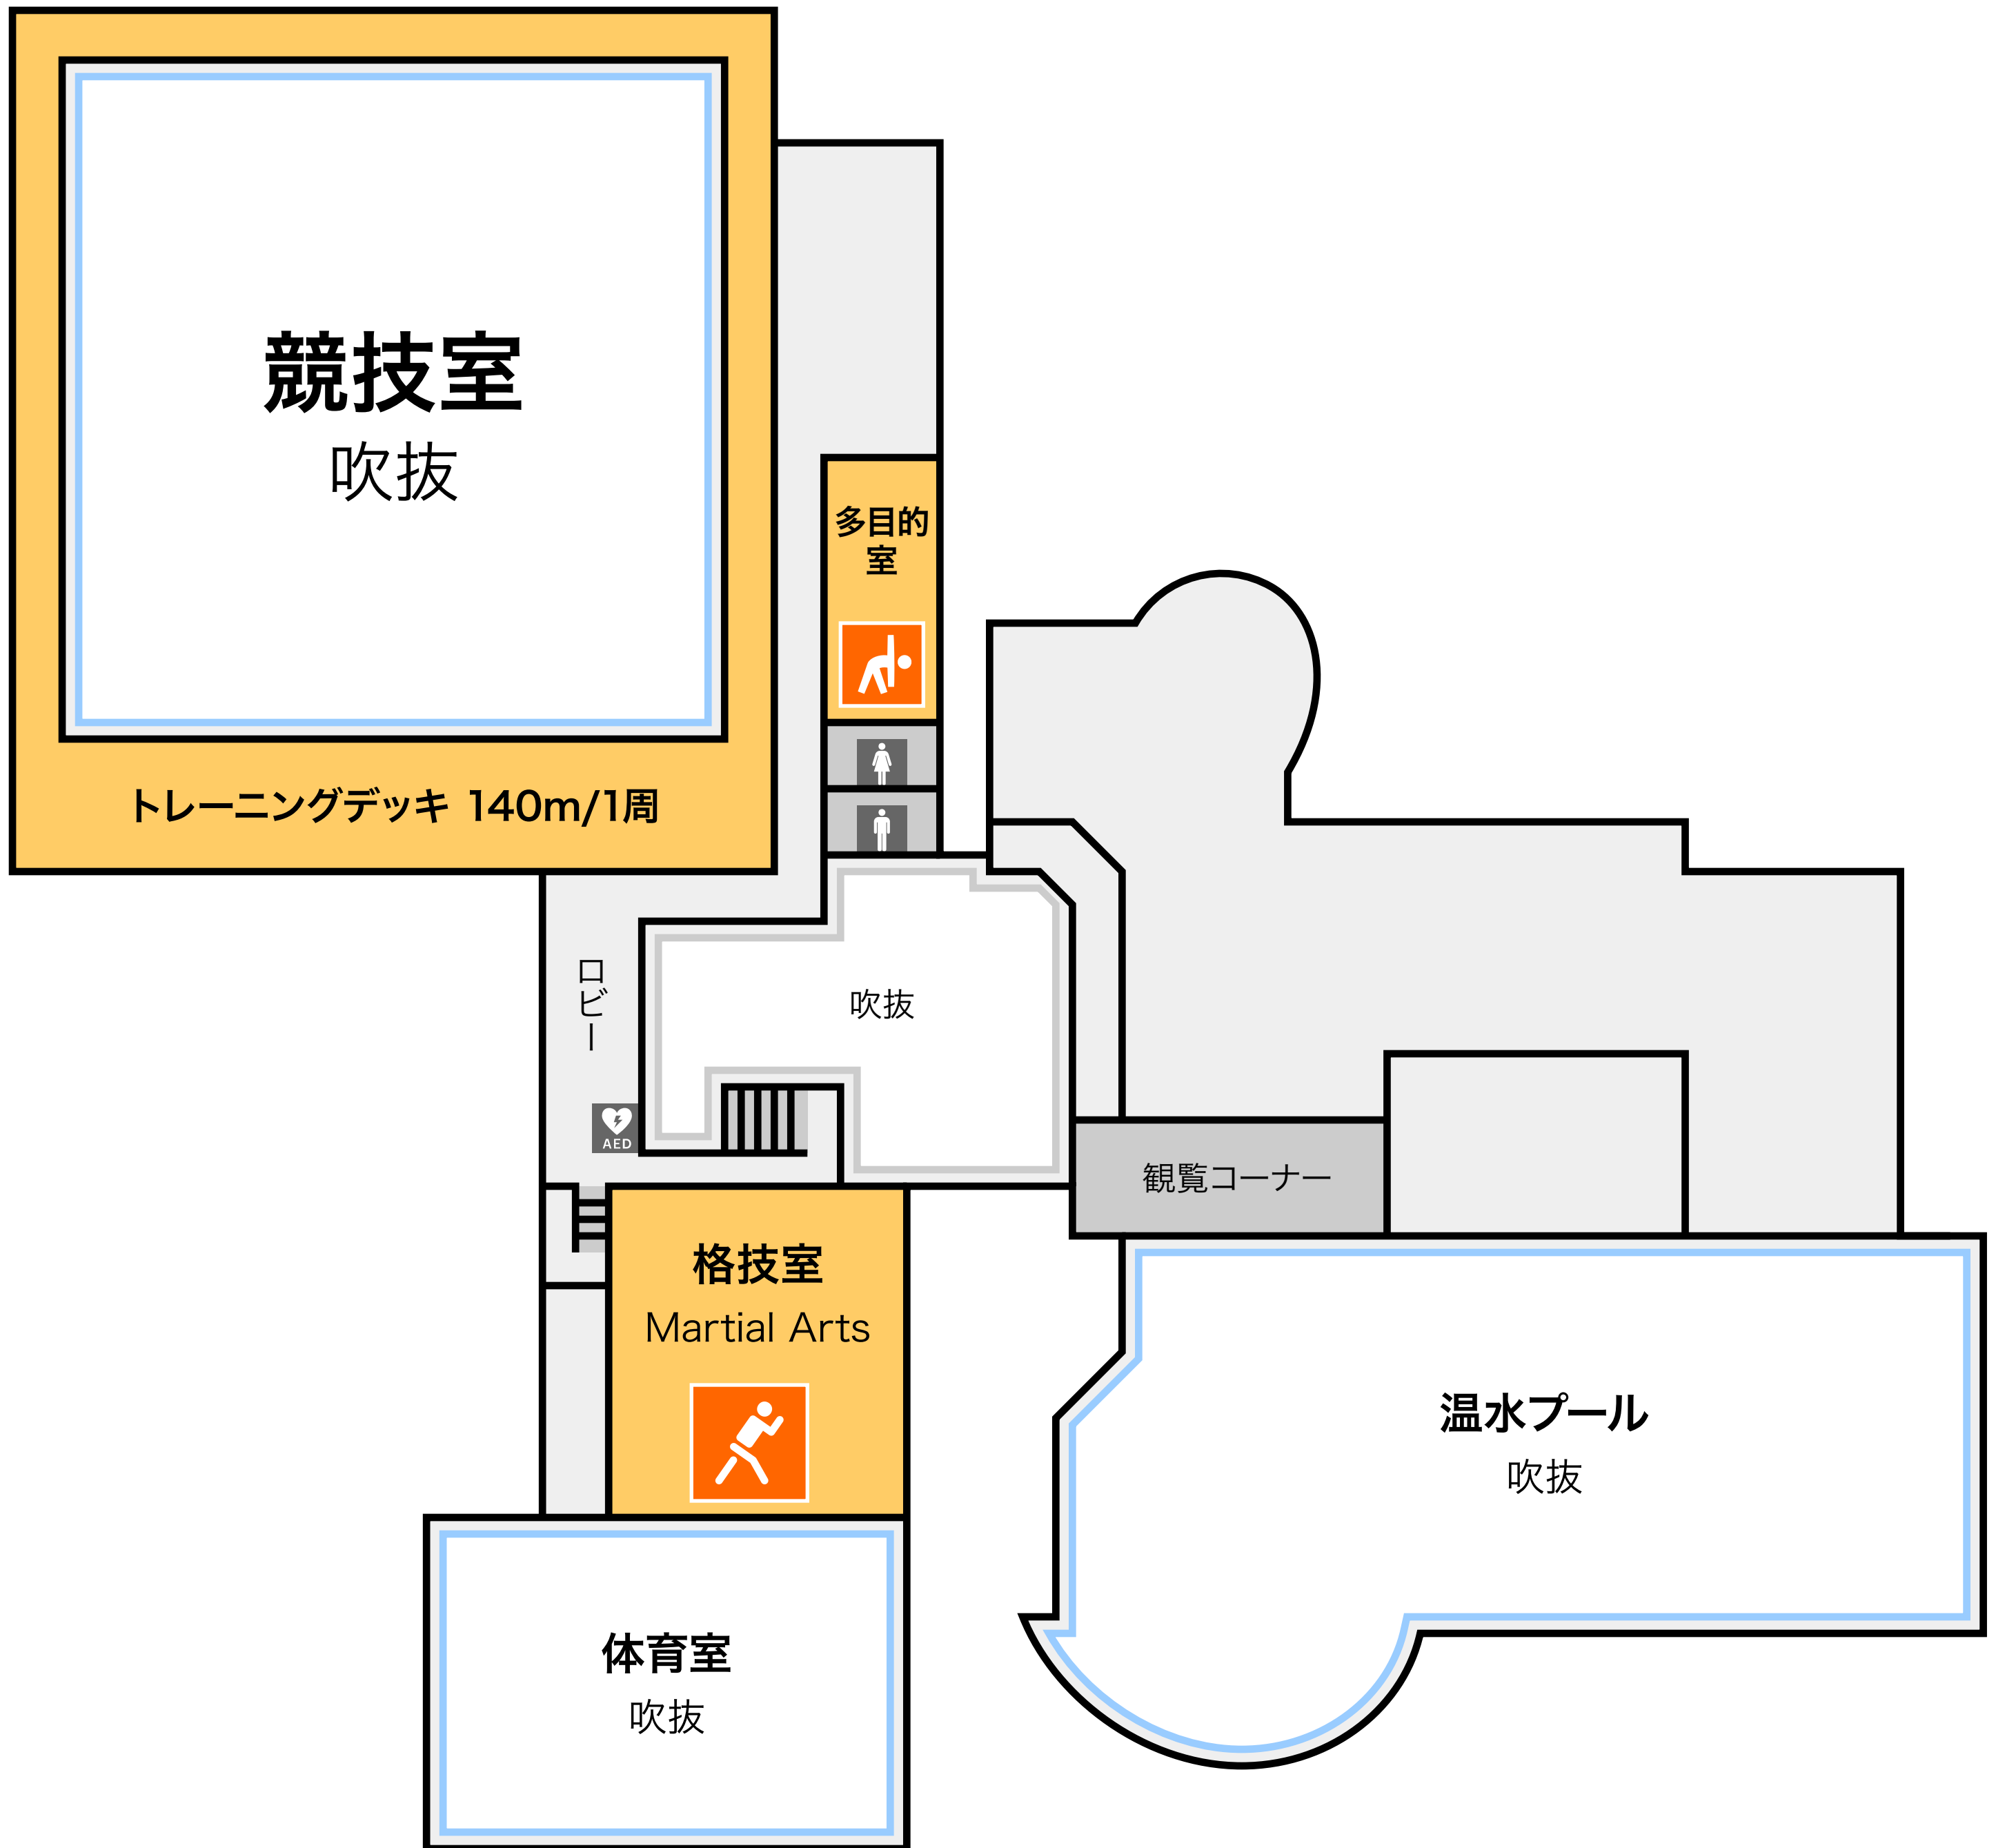 競技室
吹抜
トレーニングデッキ 140m/1周
多目的
室
ロビー
吹抜
AED
観覧コーナー
格技室
Martial Arts
温水プール
吹抜
体育室
吹抜